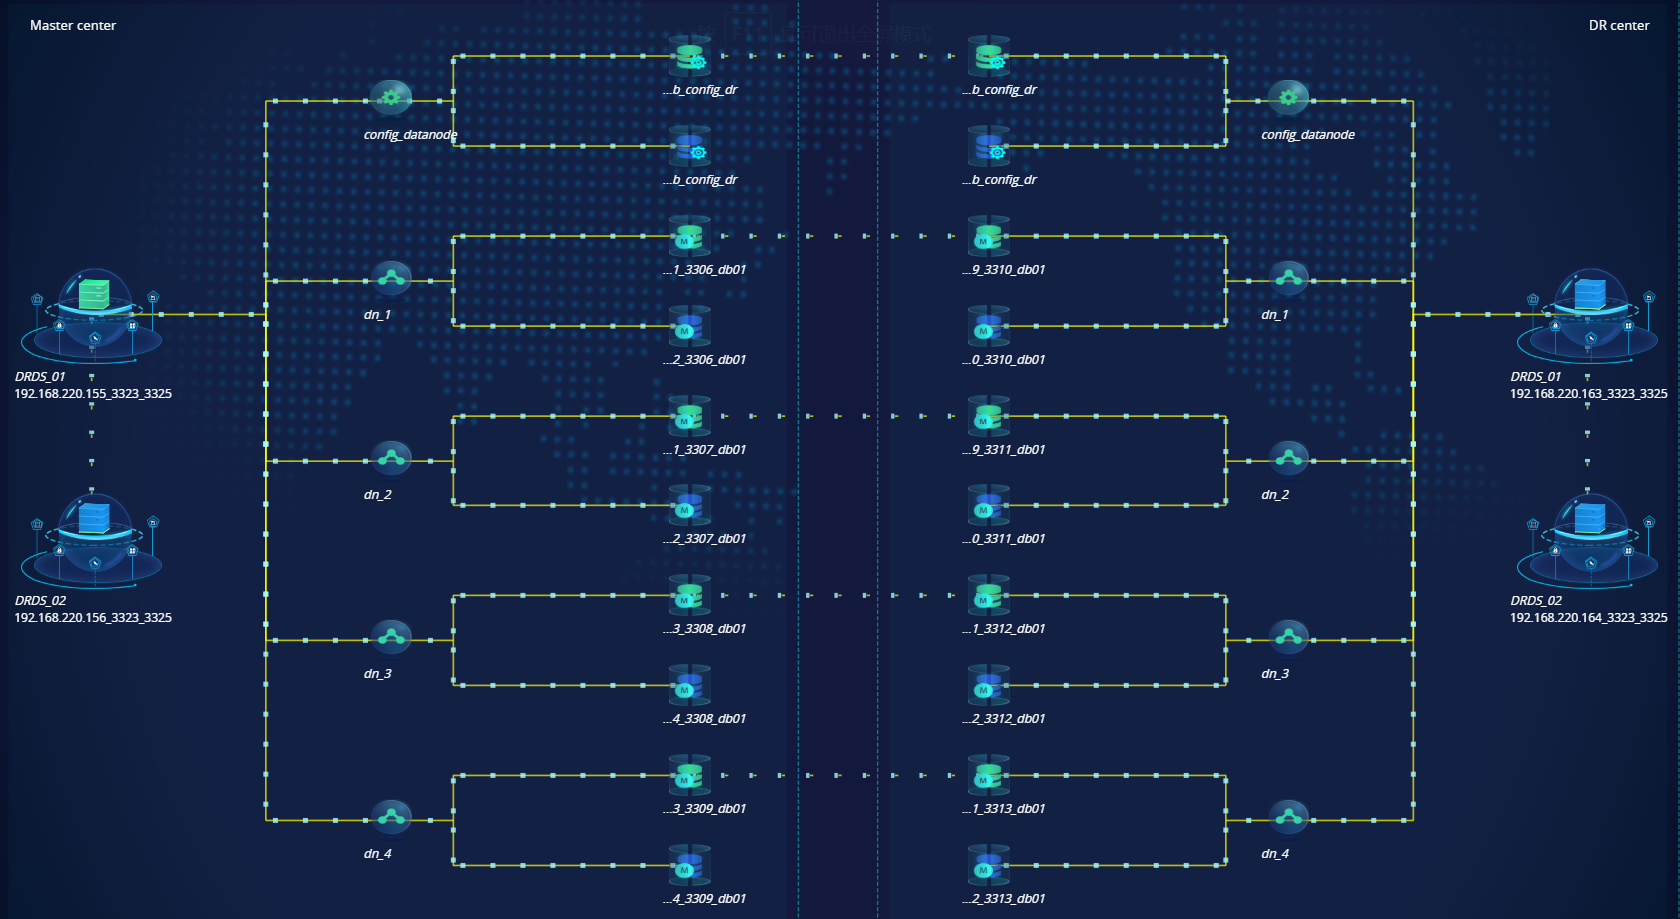 Master center
DR center
...b_config_dr
...b_config_dr
config_datanode
config_datanode
...b_config_dr
...b_config_dr
...1_3306_db01
...9_3310_db01
dn_1
dn_1
...2_3306_db01
...0_3310_db01
DRDS_01
192.168.220.155_3323_3325
DRDS_01
192.168.220.163_3323_3325
...1_3307_db01
...9_3311_db01
dn_2
dn_2
...2_3307_db01
...0_3311_db01
DRDS_02
192.168.220.156_3323_3325
DRDS_02
192.168.220.164_3323_3325
...3_3308_db01
...1_3312_db01
dn_3
dn_3
...4_3308_db01
...2_3312_db01
...3_3309_db01
...1_3313_db01
dn_4
dn_4
...4_3309_db01
...2_3313_db01